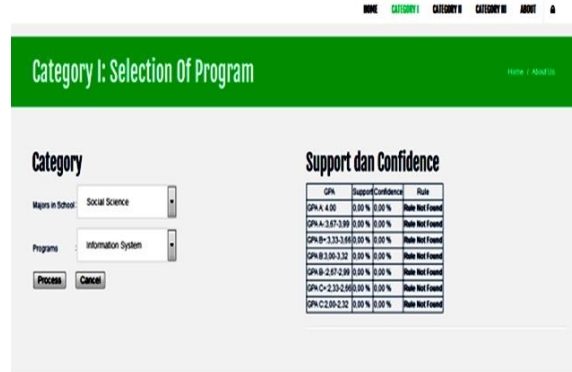 HOME CATEGORY I CATEGORY II CATEGORY III ABOUT
Category I: Selection Of Program
Home / About Us
Category
Majors in School : Social Science
Programs : Information System
Process Cancel
Support dan Confidence
GPA Support Confidence Rule
GPA A: 4.00 0,00 % 0,00 % Rule Not Found
GPA A-:3,67-3,99 0,00 % 0,00 % Rule Not Found
GPA B+:3,33-3,66 0,00 % 0,00 % Rule Not Found
GPA B:3,00-3,32 0,00 % 0,00 % Rule Not Found
GPA B-:2,67-2,99 0,00 % 0,00 % Rule Not Found
GPA C+:2,33-2,66 0,00 % 0,00 % Rule Not Found
GPA C:2,00-2,32 0,00 % 0,00 % Rule Not Found